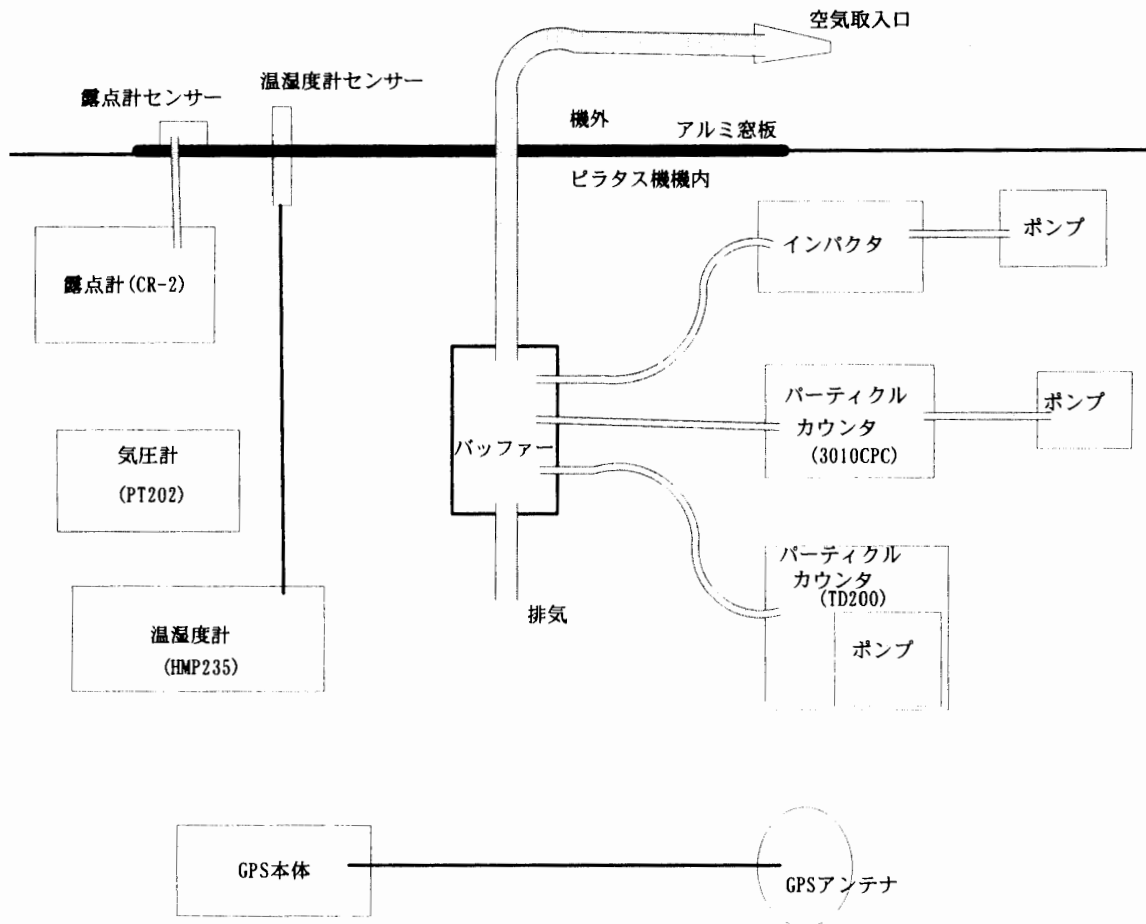 空気取入口
温湿度計センサー
露点計センサー
機外
アルミ窓板
ピラタス機機内
インパクタ
ポンプ
露点計(CR-2)
パーティクル
カウンタ
(3010CPC)
ポンプ
バッファー
気圧計
(PT202)
パーティクル
カウンタ
(TD200)
ポンプ
排気
温湿度計
(HMP235)
GPS本体
GPSアンテナ